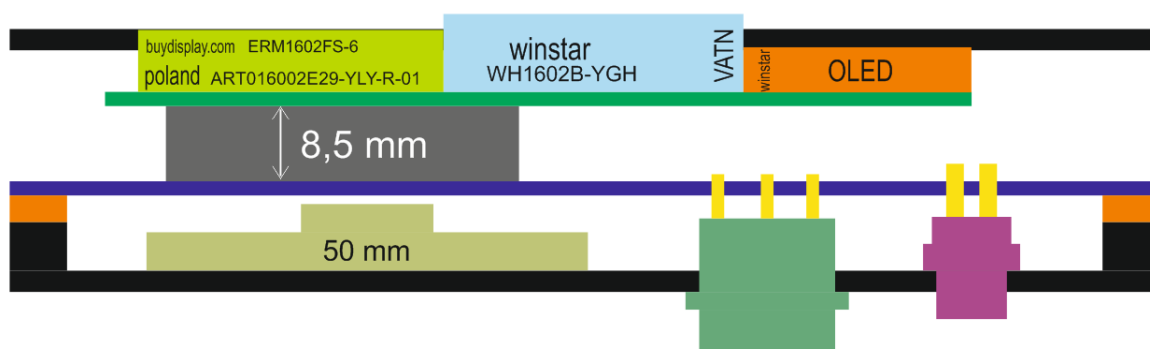 buydisplay.com ERM1602FS-6
poland ART016002E29-YLY-R-01
winstar
WH1602B-YGH
VATN
winstar
OLED
8,5 mm
50 mm